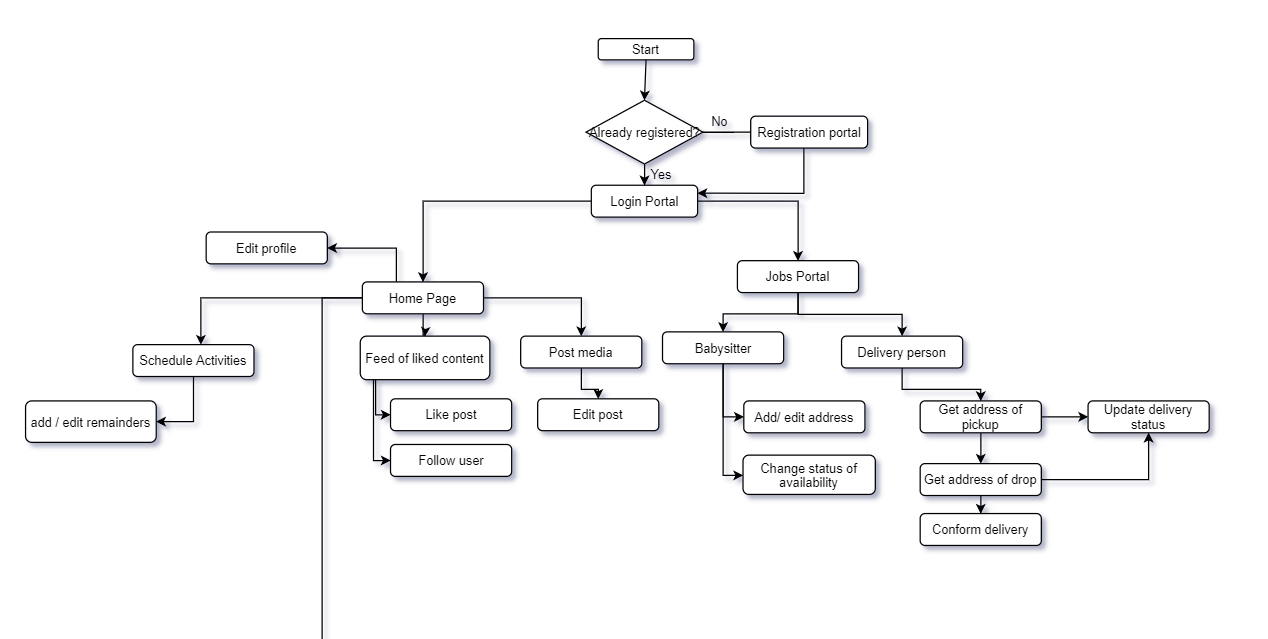 Start
Already registered?
No
Registration portal
Yes
Login Portal
Edit profile
Jobs Portal
Home Page
Schedule Activities
Feed of liked content
Post media
Babysitter
Delivery person
add / edit remainders
Like post
Edit post
Add/ edit address
Get address of
pickup
Update delivery
status
Follow user
Change status of
availability
Get address of drop
Conform delivery